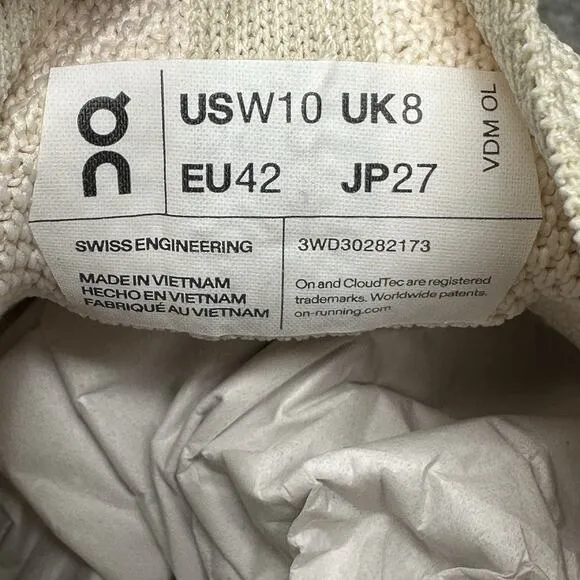 USW10 UK8
EU42 JP27
VDM OL
SWISS ENGINEERING
3WD30282173
MADE IN VIETNAM
HECHO EN VIETNAM
FABRIQUÉ AU VIETNAM
On and CloudTec are registered
trademarks. Worldwide patents.
on-running.com